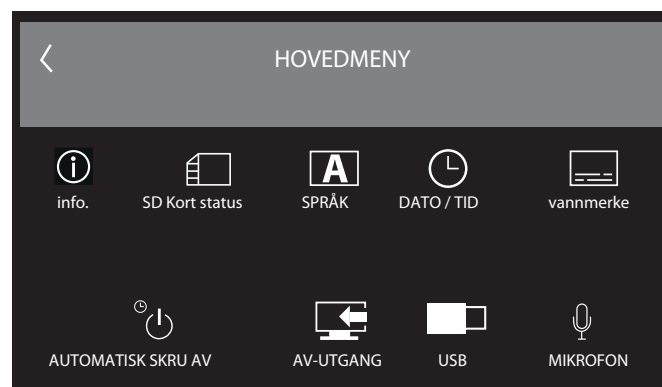 HOVEDMENY
info.
SD Kort status
SPRÅK
DATO / TID
vannmerke
AUTOMATISK SKRU AV
AV-UTGANG
USB
MIKROFON